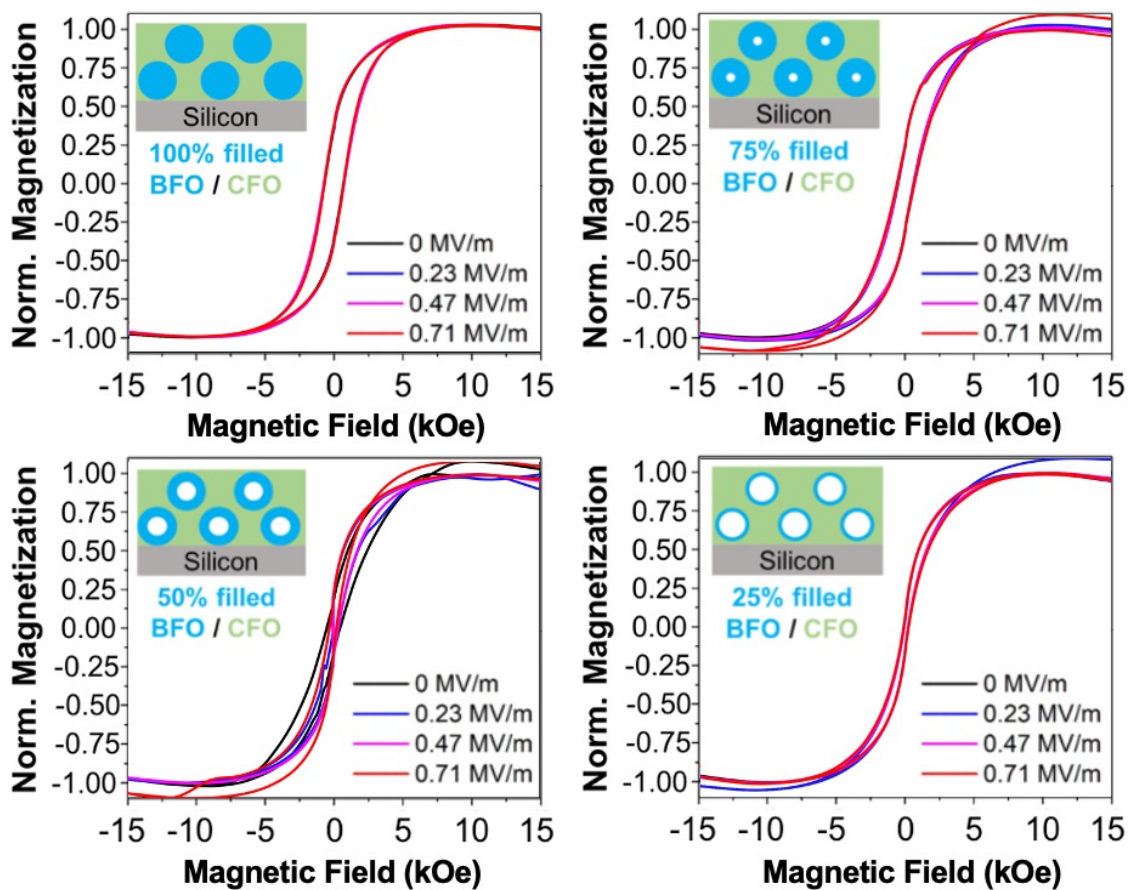 Norm. Magnetization
1.00
0.75
0.50
0.25
0.00
-0.25
-0.50
-0.75
-1.00
Silicon
100% filled
BFO / CFO
0 MV/m
0.23 MV/m
0.47 MV/m
0.71 MV/m
-15 -10 -5 0 5 10 15
Magnetic Field (kOe)
Norm. Magnetization
1.00
0.75
0.50
0.25
0.00
-0.25
-0.50
-0.75
-1.00
Silicon
75% filled
BFO / CFO
0 MV/m
0.23 MV/m
0.47 MV/m
0.71 MV/m
-15 -10 -5 0 5 10 15
Magnetic Field (kOe)
Norm. Magnetization
1.00
0.75
0.50
0.25
0.00
-0.25
-0.50
-0.75
-1.00
Silicon
50% filled
BFO / CFO
0 MV/m
0.23 MV/m
0.47 MV/m
0.71 MV/m
-15 -10 -5 0 5 10 15
Magnetic Field (kOe)
Norm. Magnetization
1.00
0.75
0.50
0.25
0.00
-0.25
-0.50
-0.75
-1.00
Silicon
25% filled
BFO / CFO
0 MV/m
0.23 MV/m
0.47 MV/m
0.71 MV/m
-15 -10 -5 0 5 10 15
Magnetic Field (kOe)